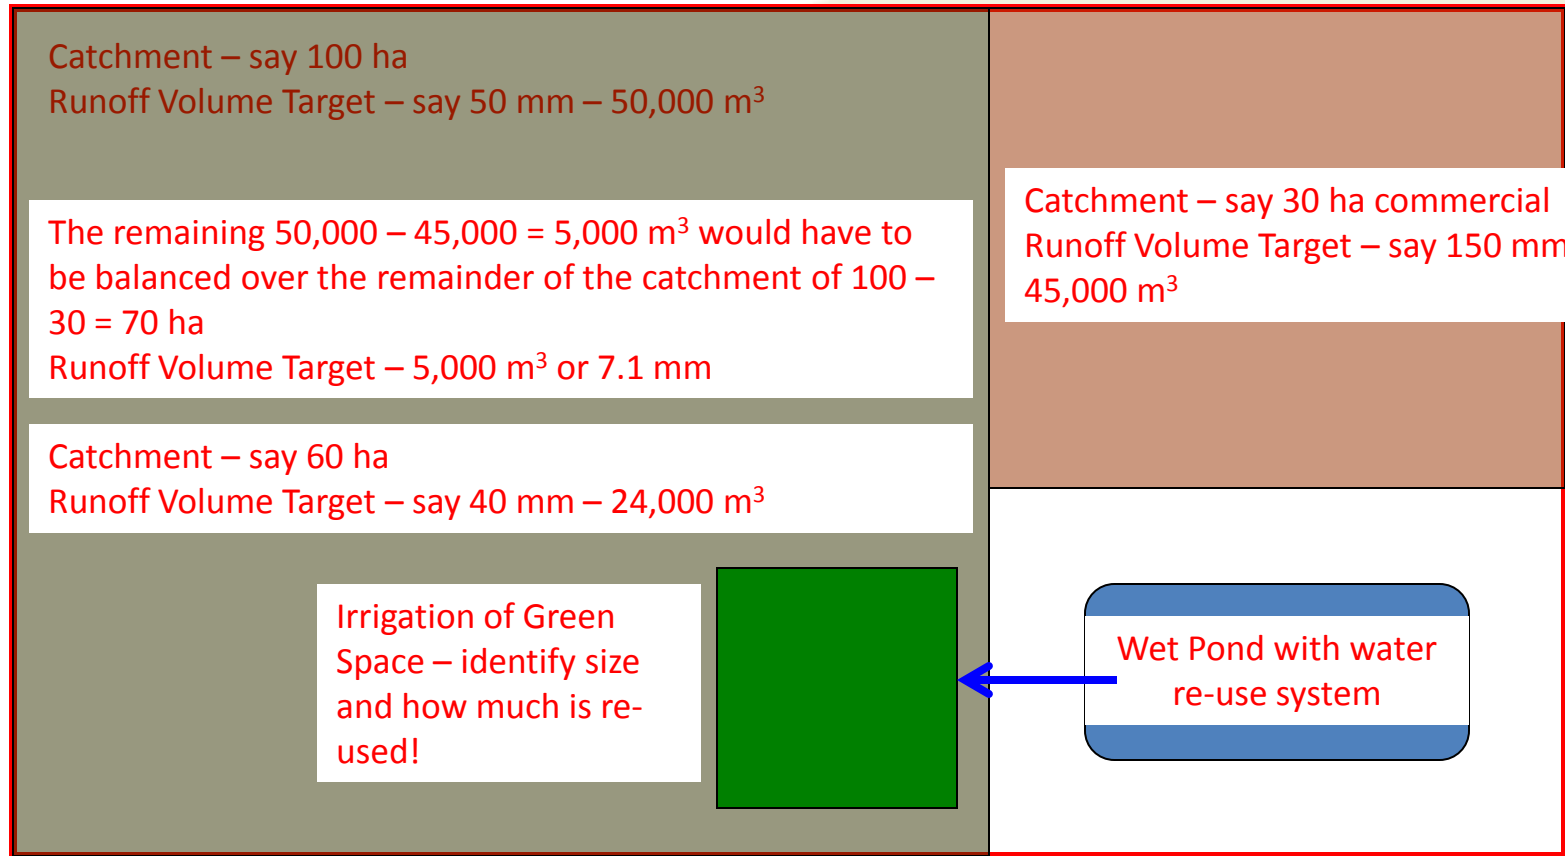 Catchment – say 100 ha
Runoff Volume Target – say 50 mm – 50,000 m³
The remaining 50,000 – 45,000 = 5,000 m³ would have to
be balanced over the remainder of the catchment of 100 –
30 = 70 ha
Runoff Volume Target – 5,000 m³ or 7.1 mm
Catchment – say 60 ha
Runoff Volume Target – say 40 mm – 24,000 m³
Irrigation of Green
Space – identify size
and how much is re-
used!
Catchment – say 30 ha commercial
Runoff Volume Target – say 150 mm
45,000 m³
Wet Pond with water
re-use system